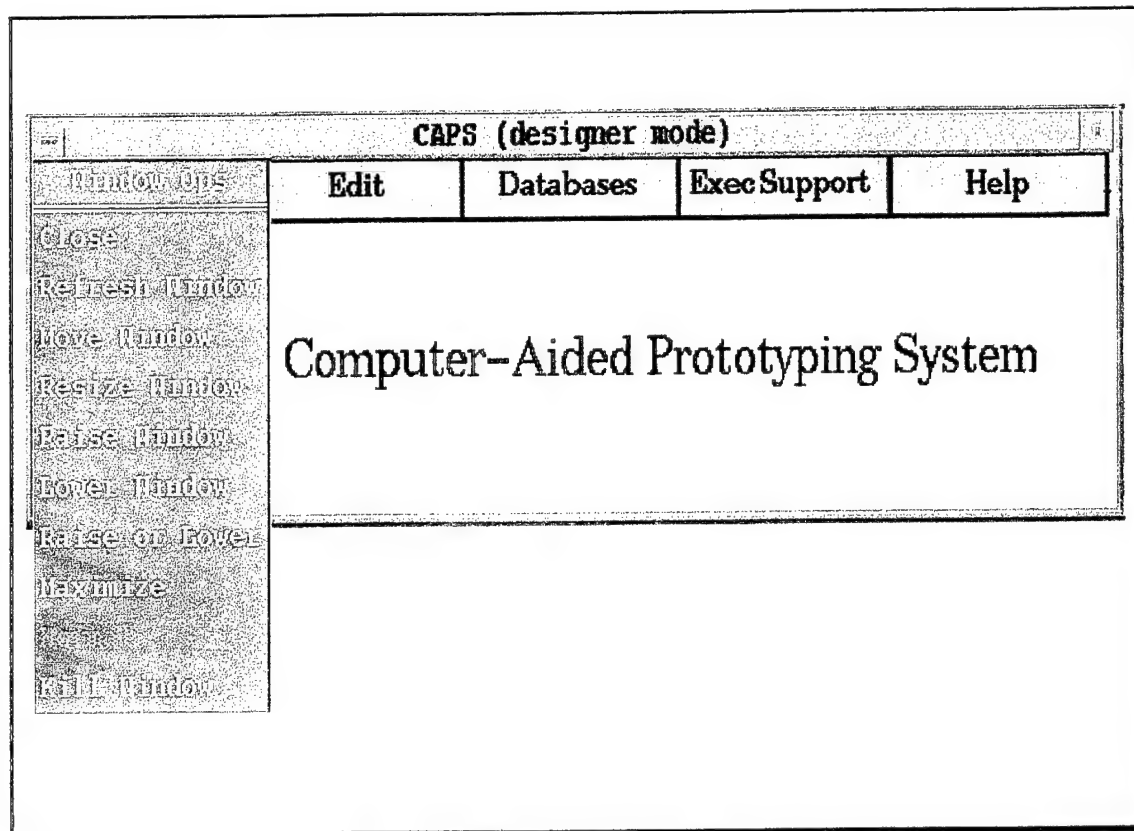 CAPS (designer mode)
Window Ops
Edit
Databases
Exec Support
Help
Close
Refresh Window
Move Window
Resize Window
Raise Window
Lower Window
Raise or Lower
Maximize
Kill Window
Computer-Aided Prototyping System